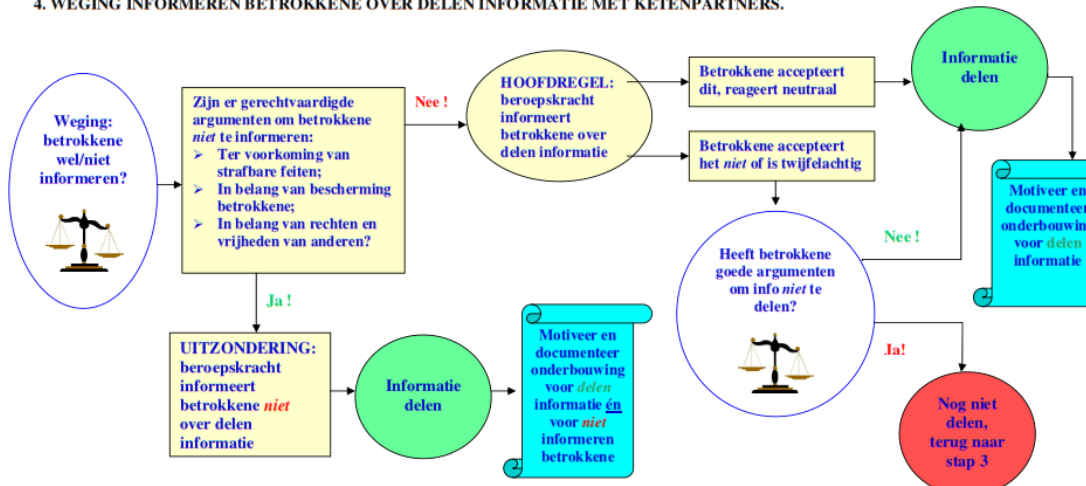 4. WEGING INFORMEREN BETROKKENE OVER DELEN INFORMATIE MET KETENPARTNERS.
Weging:
betrokkene
wel/niet
informeren?
Zijn er gerechtvaardigde
argumenten om betrokkene
niet te informeren:
➢ Ter voorkoming van
strafbare feiten;
➢ In belang van bescherming
betrokkene;
➢ In belang van rechten en
vrijheden van anderen?
Nee !
HOOFDREGEL:
beroepskracht
informeert
betrokkene over
delen informatie
Betrokkene accepteert
dit, reageert neutraal
Informatie
delen
Betrokkene accepteert
het niet of is twijfelachtig
Motiveer en
documenteer
onderbouwing
voor delen
informatie
Heeft betrokkene
goede argumenten
om info niet te
delen?
Nee !
Ja!
Nog niet
delen,
terug naar
stap 3
Ja !
UITZONDERING:
beroepskracht
informeert
betrokkene niet
over delen
informatie
Informatie
delen
Motiveer en
documenteer
onderbouwing
voor delen
informatie én
voor niet
informeren
betrokkene